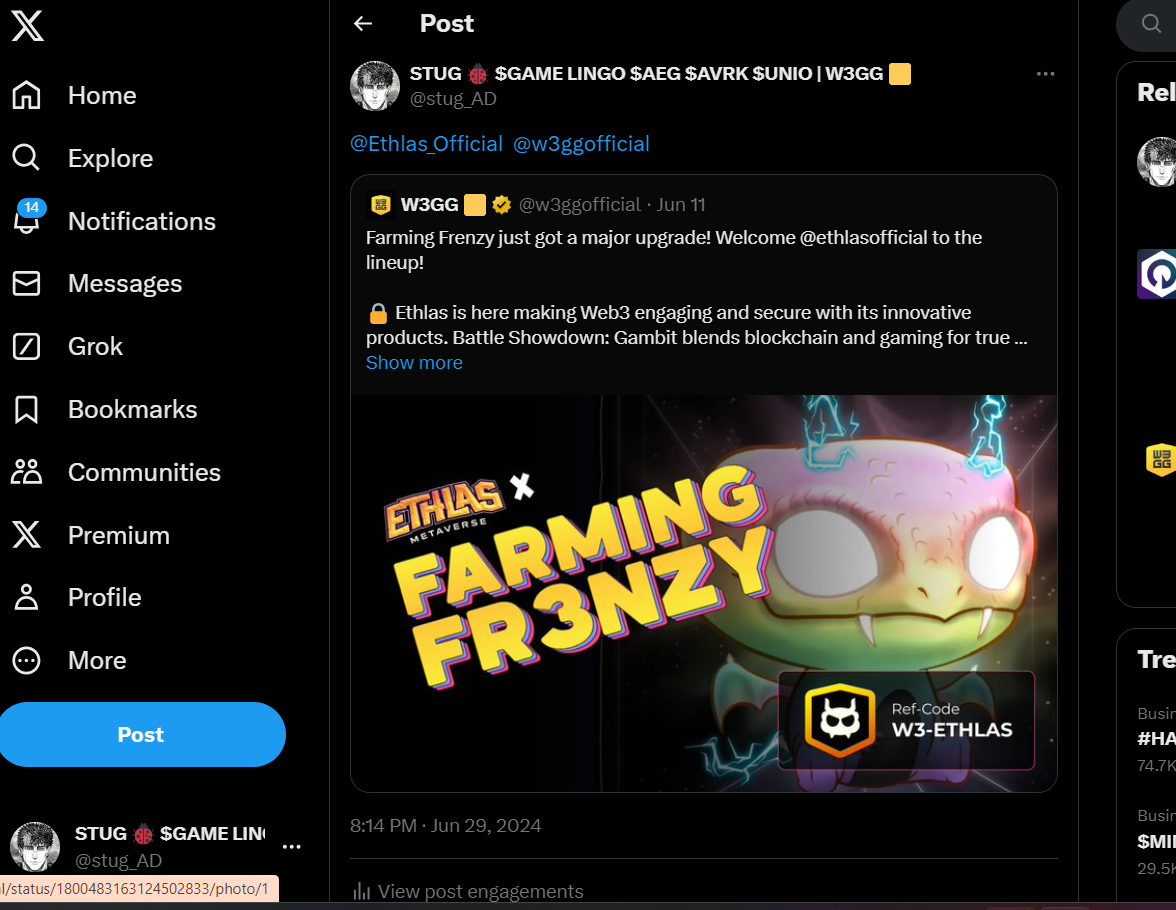 Post
STUG 🐞 $GAME LINGO $AEG $AVRK $UNIO | W3GG 🟨
@stug_AD
@Ethlas_Official @w3ggofficial
W3GG 🟨 @w3ggofficial · Jun 11
Farming Frenzy just got a major upgrade! Welcome @ethlasofficial to the
lineup!
🔒 Ethlas is here making Web3 engaging and secure with its innovative
products. Battle Showdown: Gambit blends blockchain and gaming for true ...
Show more
ETHLAS X
METAVERSE
FARMING
FR3NZY
Ref-Code
W3-ETHLAS
8:14 PM · Jun 29, 2024
View post engagements
Home
Explore
14
Notifications
Messages
Grok
Bookmarks
Communities
Premium
Profile
More
Post
STUG 🐞 $GAME LIN
@stug_AD
l/status/1800483163124502833/photo/1
Rel
W3
GG
Tre
Busin
#HA
74.7K
Busin
$MI
29.5K